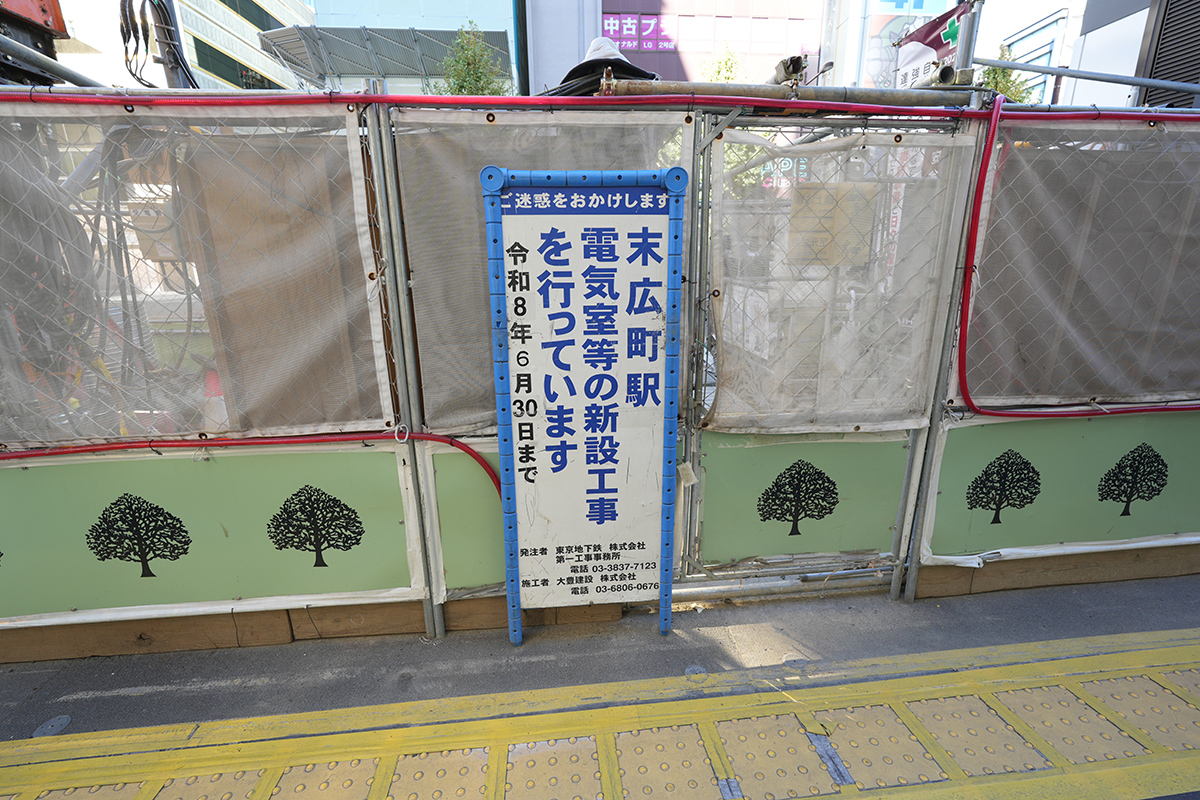 中古プラ
ご迷惑をおかけします
末広町駅
電気室等の新設工事
を行っています
令和8年6月30日まで
発注者 東京地下鉄 株式会社
第一工事事務所
電話 03-3837-7123
施工者 大豊建設 株式会社
電話 03-6806-0676